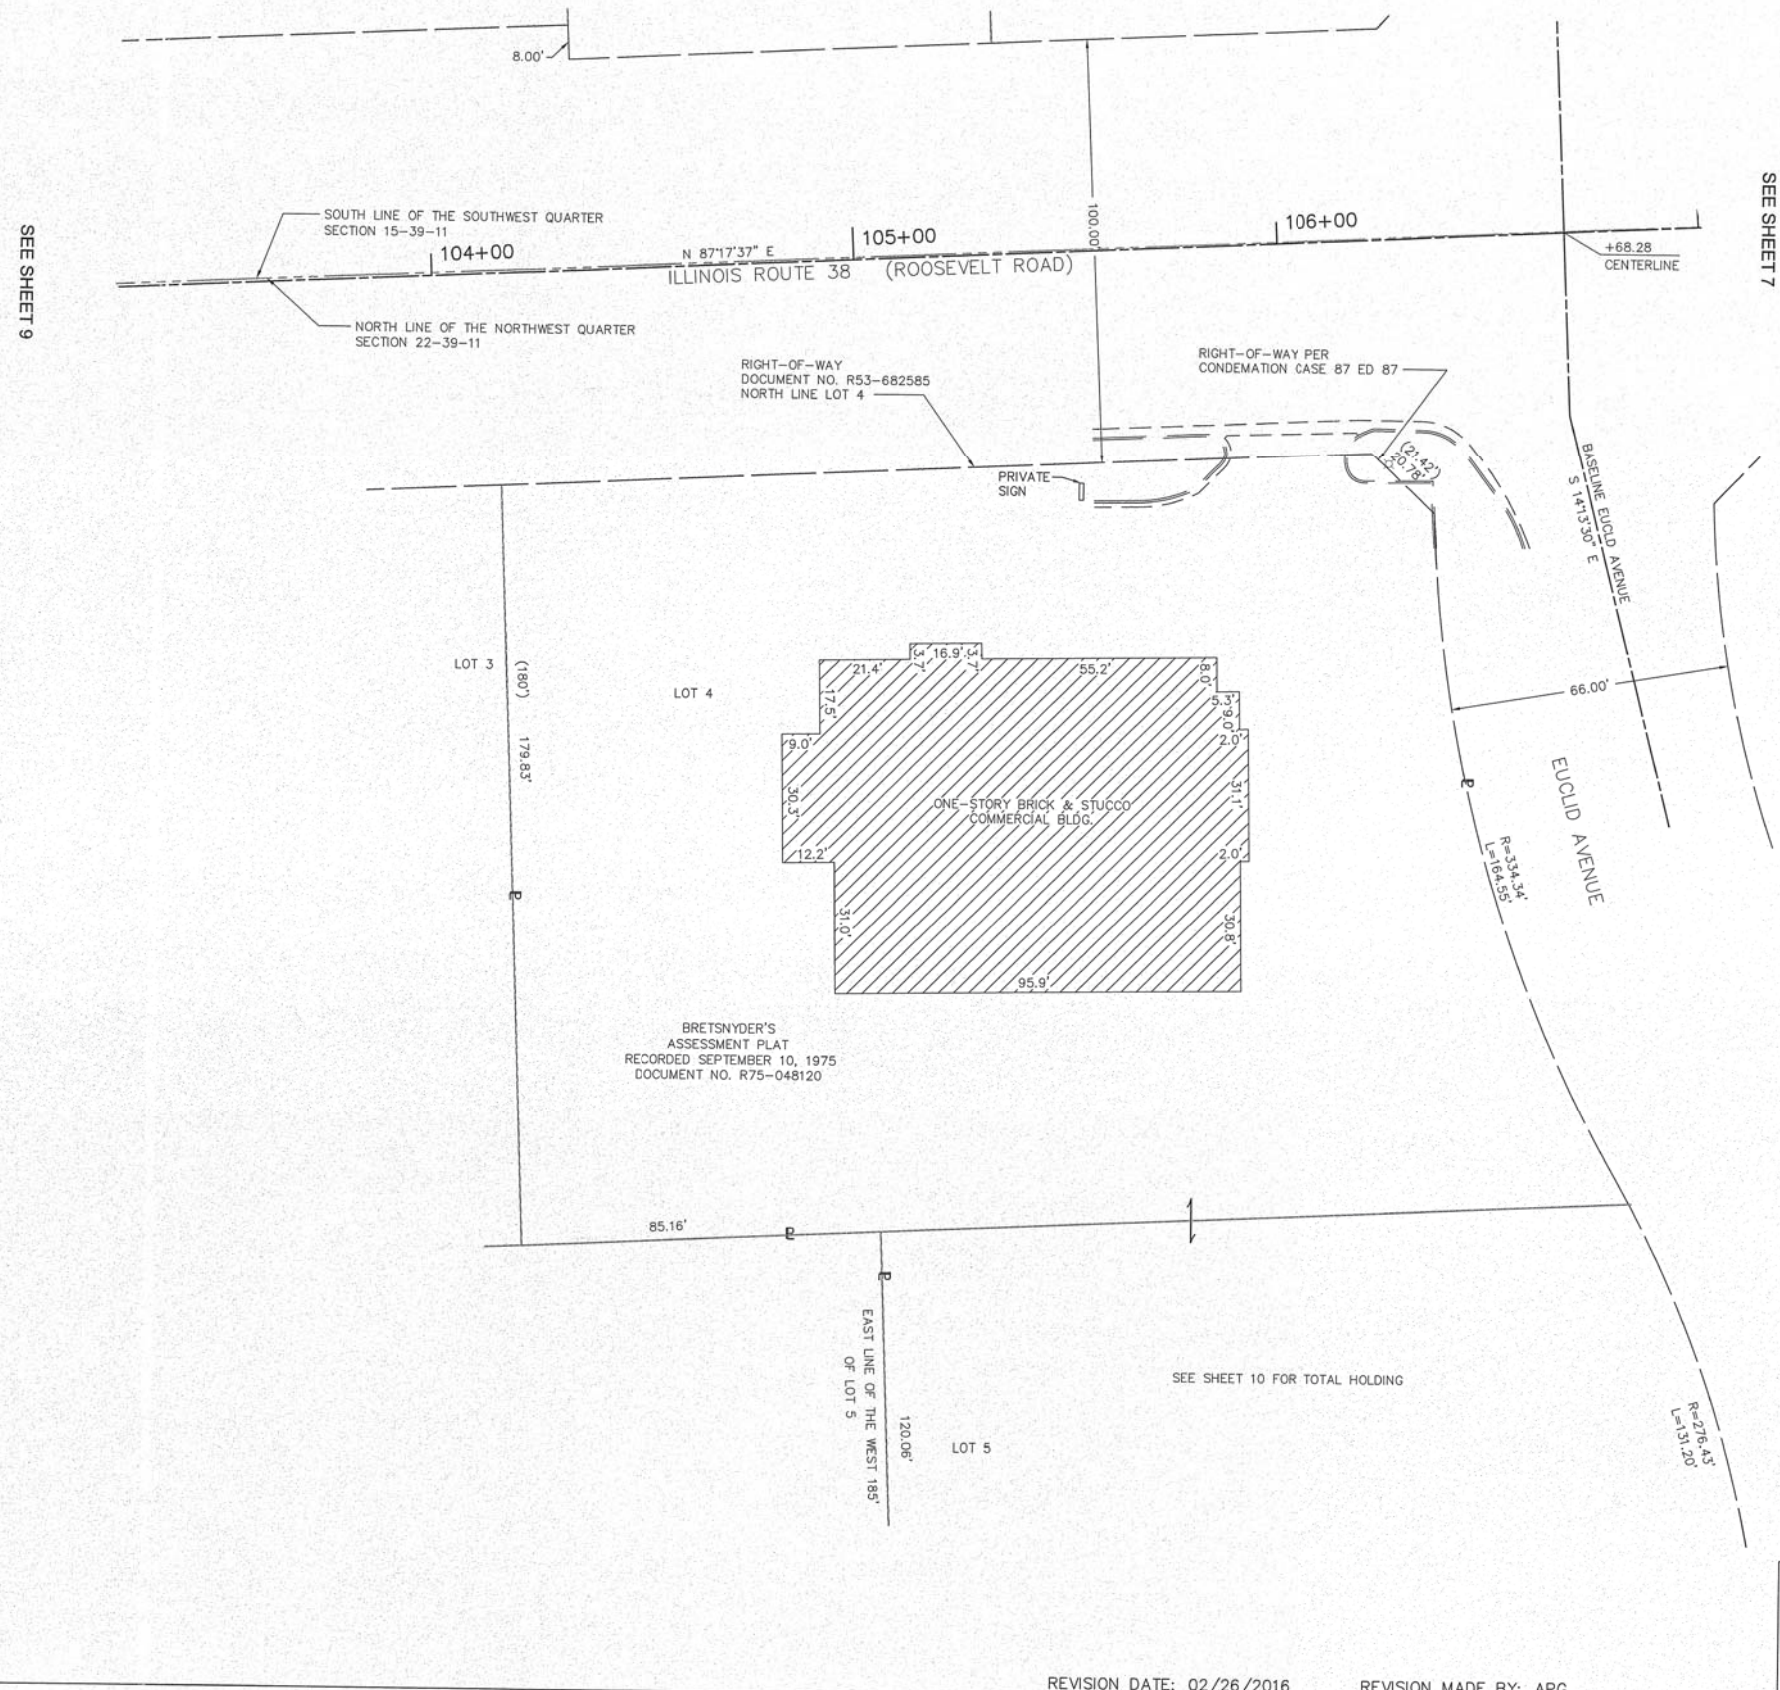 8.00'
SEE SHEET 9
SEE SHEET 7
SOUTH LINE OF THE SOUTHWEST QUARTER
SECTION 15-39-11
104+00
N 87°17'37" E
105+00
100.00'
106+00
+68.28
CENTERLINE
ILLINOIS ROUTE 38 (ROOSEVELT ROAD)
NORTH LINE OF THE NORTHWEST QUARTER
SECTION 22-39-11
RIGHT-OF-WAY
DOCUMENT NO. R53-682585
NORTH LINE LOT 4
RIGHT-OF-WAY PER
CONDEMATION CASE 87 ED 87
(21.42')
20.78'
PRIVATE
SIGN
BASELINE EUCLD AVENUE
S 14°13'30" E
LOT 3
(180')
179.83'
LOT 4
21.4'
3.7'
16.9'
3.7'
55.2'
8.0'
5.3'
9.0'
2.0'
17.5'
9.0'
30.3'
31.1'
ONE-STORY BRICK & STUCCO
COMMERCIAL BLDG.
12.2'
2.0'
31.0'
30.8'
95.9'
66.00'
EUCLID AVENUE
P
R=334.34'
L=164.55'
P
BRETSNYDER'S
ASSESSMENT PLAT
RECORDED SEPTEMBER 10, 1975
DOCUMENT NO. R75-048120
85.16'
P
P
EAST LINE OF THE WEST 185'
OF LOT 5
120.06'
LOT 5
SEE SHEET 10 FOR TOTAL HOLDING
R=276.43'
L=131.20'
REVISION DATE: 02/26/2016
REVISION MADE BY: ARG